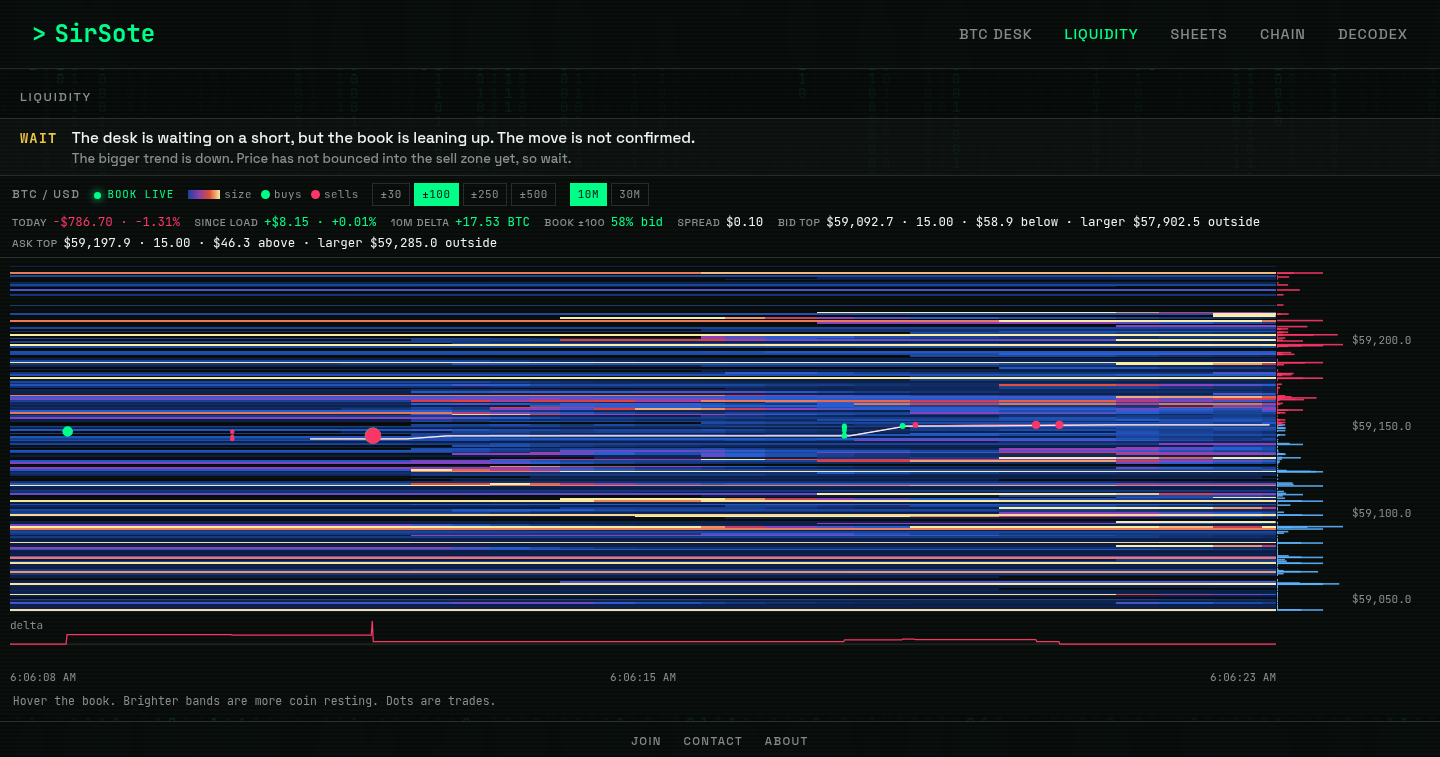 > SirSote
BTC DESK LIQUIDITY SHEETS CHAIN DECODEX
LIQUIDITY
WAIT The desk is waiting on a short, but the book is leaning up. The move is not confirmed.
The bigger trend is down. Price has not bounced into the sell zone yet, so wait.
BTC / USD BOOK LIVE size buys sells ±30 ±100 ±250 ±500 10M 30M
TODAY -$786.70 · -1.31% SINCE LOAD +$8.15 · +0.01% 10M DELTA +17.53 BTC BOOK ±100 58% bid SPREAD $0.10 BID TOP $59,092.7 · 15.00 · $58.9 below · larger $57,902.5 outside
ASK TOP $59,197.9 · 15.00 · $46.3 above · larger $59,285.0 outside
$59,200.0
$59,150.0
$59,100.0
$59,050.0
delta
6:06:08 AM 6:06:15 AM 6:06:23 AM
Hover the book. Brighter bands are more coin resting. Dots are trades.
JOIN CONTACT ABOUT